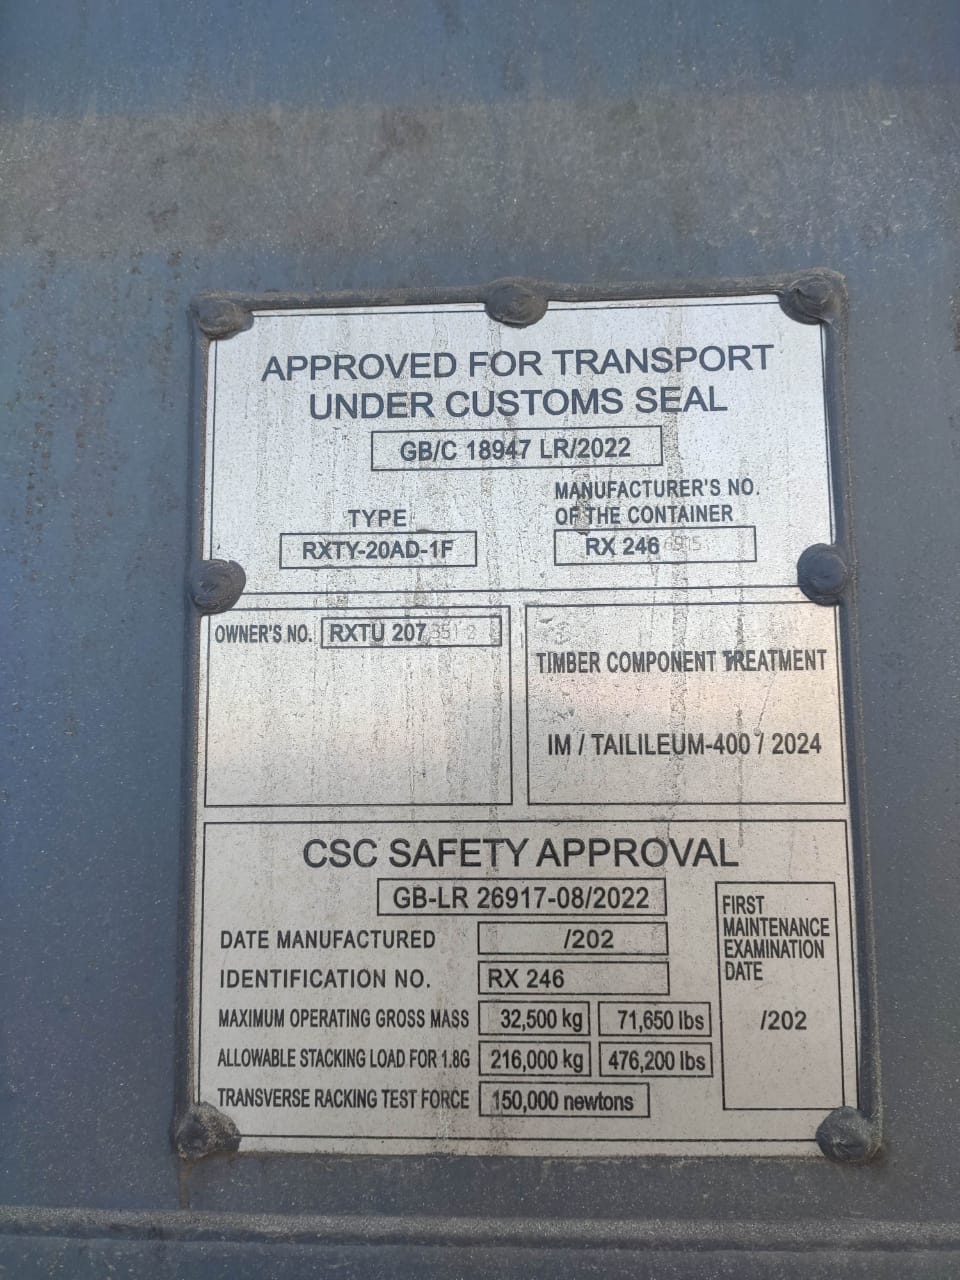 APPROVED FOR TRANSPORT
UNDER CUSTOMS SEAL
GB/C 18947 LR/2022
TYPE
RXTY-20AD-1F
MANUFACTURER'S NO.
OF THE CONTAINER
RX 246
OWNER'S NO. RXTU 207
TIMBER COMPONENT TREATMENT
IM / TAILILEUM-400 / 2024
CSC SAFETY APPROVAL
GB-LR 26917-08/2022
DATE MANUFACTURED /202
IDENTIFICATION NO. RX 246
MAXIMUM OPERATING GROSS MASS 32,500 kg 71,650 lbs
ALLOWABLE STACKING LOAD FOR 1.8G 216,000 kg 476,200 lbs
TRANSVERSE RACKING TEST FORCE 150,000 newtons
FIRST
MAINTENANCE
EXAMINATION
DATE
/202